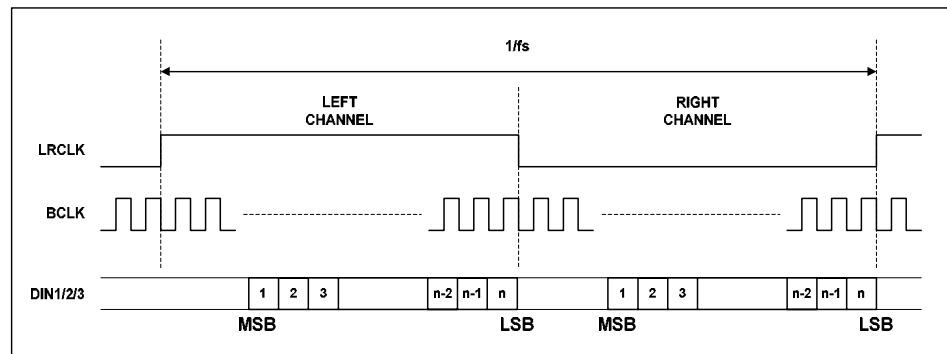 1/fs
LEFT
CHANNEL
RIGHT
CHANNEL
LRCLK
BCLK
DIN1/2/3
1 2 3 n-2 n-1 n 1 2 3 n-2 n-1 n
MSB LSB MSB LSB